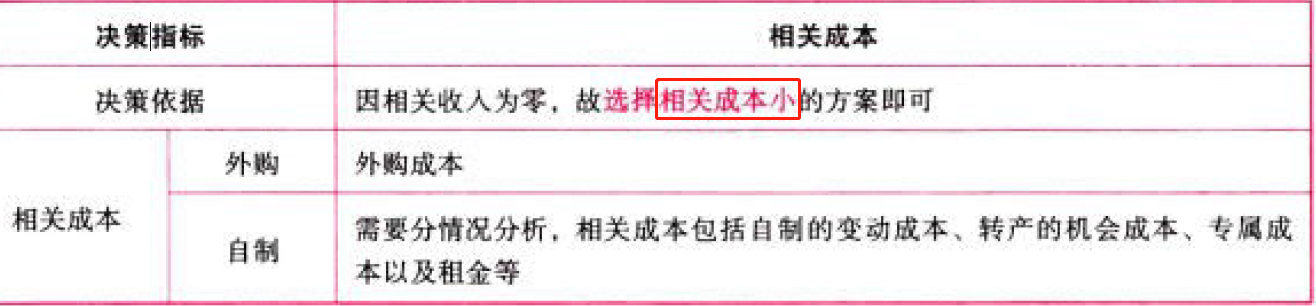 决策指标
相关成本
决策依据
因相关收入为零，故选择相关成本小的方案即可
相关成本
外购
外购成本
自制
需要分情况分析，相关成本包括自制的变动成本、转产的机会成本、专属成
本以及租金等